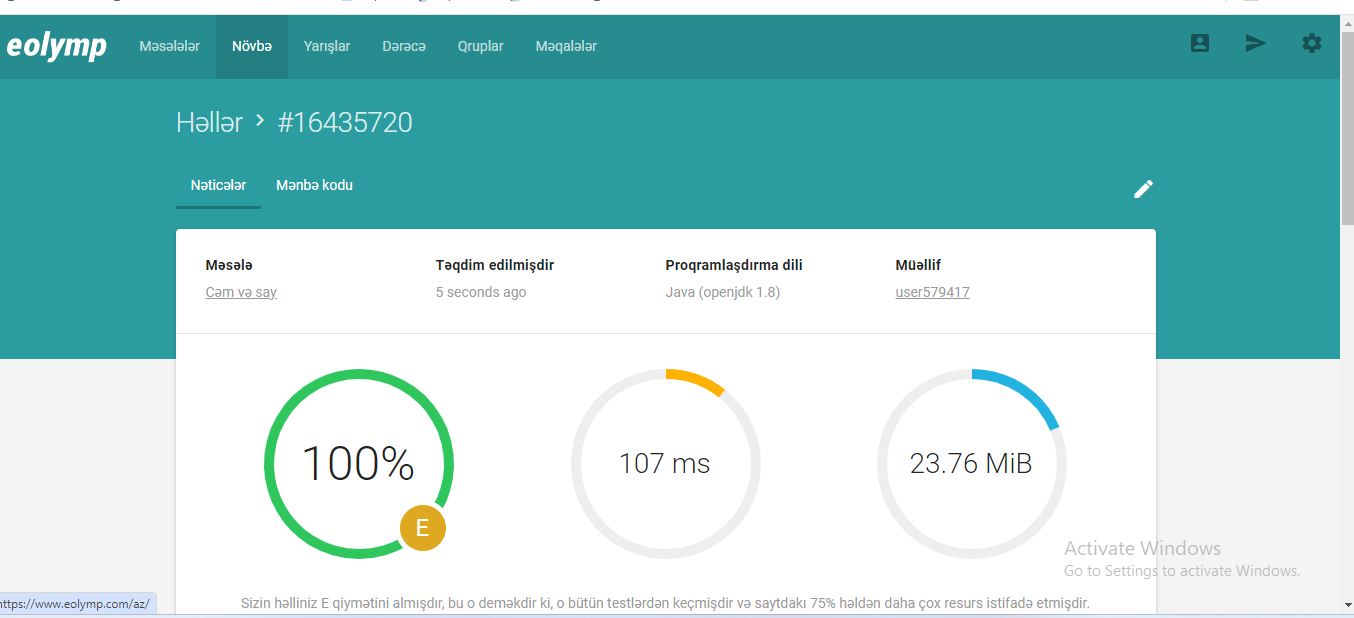 eolymp Məsələlər Növbə Yarışlar Dərəcə Qruplar Məqalələr
Həllər > #16435720
Nəticələr Mənbə kodu
Məsələ Təqdim edilmişdir Proqramlaşdırma dili Müəllif
Cəm və say 5 seconds ago Java (openjdk 1.8) user579417
100% 107 ms 23.76 MiB
E
Activate Windows
Go to Settings to activate Windows.
https://www.eolymp.com/az/ Sizin həlliniz E qiymətini almışdır, bu o deməkdir ki, o bütün testlərdən keçmişdir və saytdakı 75% həldən daha çox resurs istifadə etmişdir.